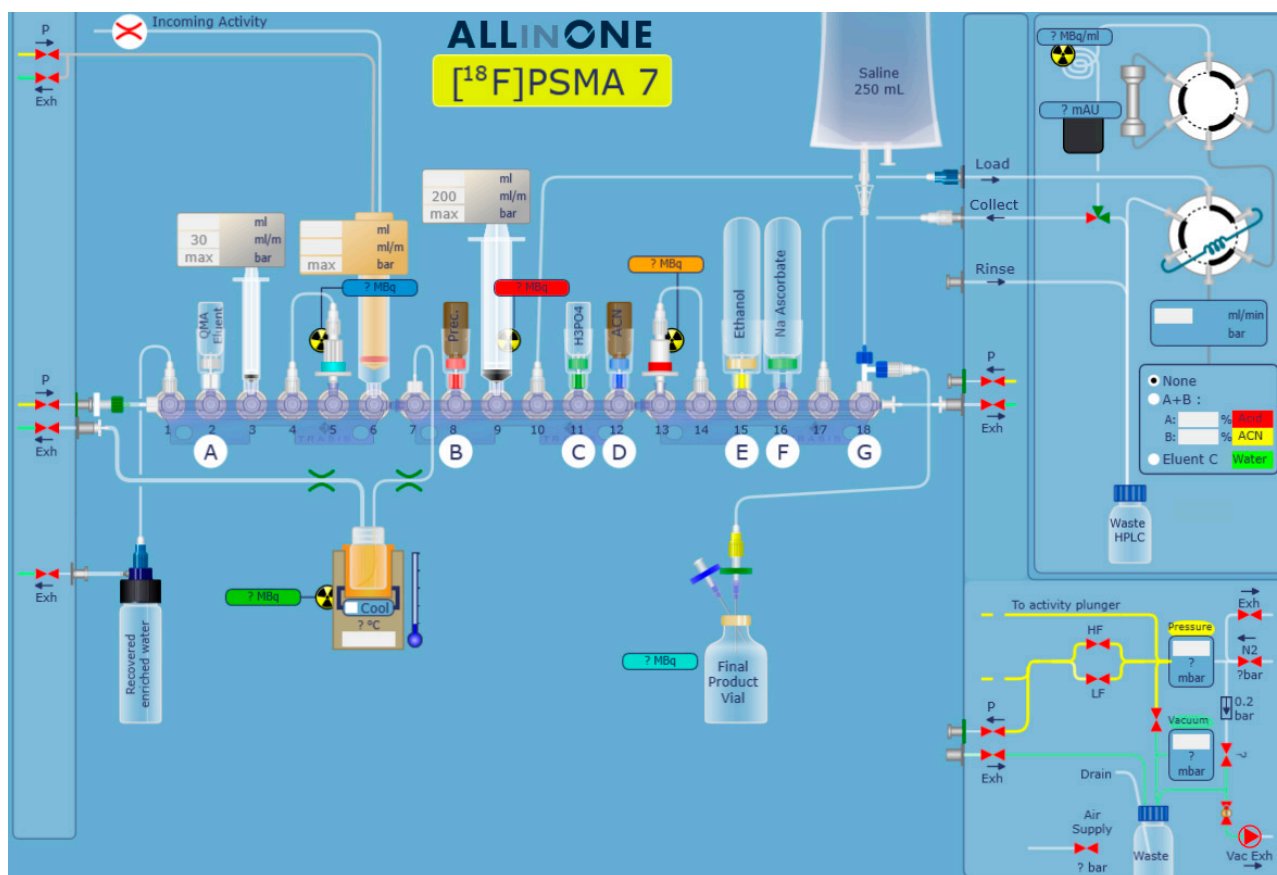 P
Exh
Incoming Activity
ALLINONE
[18F]PSMA 7
Saline
250 mL
? MBq/ml
? mAU
ml
30 ml/m
max bar
ml
ml/m
max bar
ml
200 ml/m
max bar
? MBq
? MBq
? MBq
QMA
Eluent
Prec.
H3PO4
ACN
Ethanol
Na Ascorbate
Load
Collect
Rinse
ml/min
bar
P
Exh
1 2 3 4 5 6 7 8 9 10 11 12 13 14 15 16 17 18
TRASIS
TRASIS
TRASIS
TRASIS
A B C D E F G
P
Exh
None
A+B :
A: % Acid
B: % ACN
Eluent C Water
Waste
HPLC
Exh
Recovered
enriched water
? MBq
Cool
? °C
? MBq
Final
Product
Vial
To activity plunger
HF
LF
Pressure
?
mbar
Exh
N2
?bar
0.2
bar
P
Exh
Vacuum
?
mbar
?
Drain
Air
Supply
? bar
Waste
Vac Exh